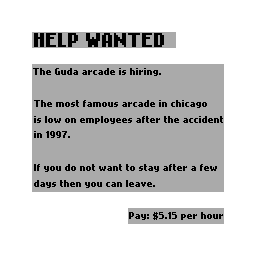 HELP WANTED
The Guda arcade is hiring.
The most famous arcade in chicago
is low on employees after the accident
in 1997.
If you do not want to stay after a few
days then you can leave.
Pay: $5.15 per hour